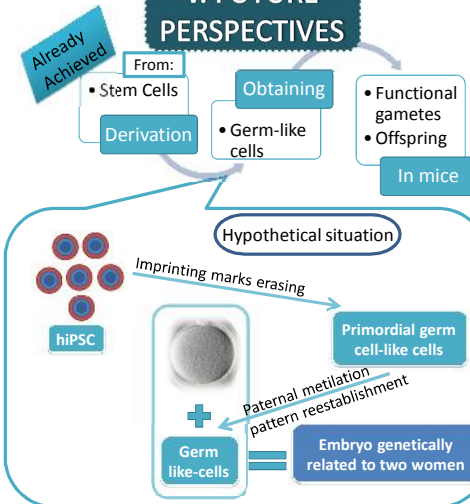 PERSPECTIVES
Already
Achieved
From:
• Stem Cells
Derivation
Obtaining
• Germ-like
cells
• Functional
gametes
• Offspring
In mice
Hypothetical situation
hiPSC
Imprinting marks erasing
Primordial germ
cell-like cells
Paternal metilation
pattern reestablishment
+
Germ
like-cells
=
Embryo genetically
related to two women